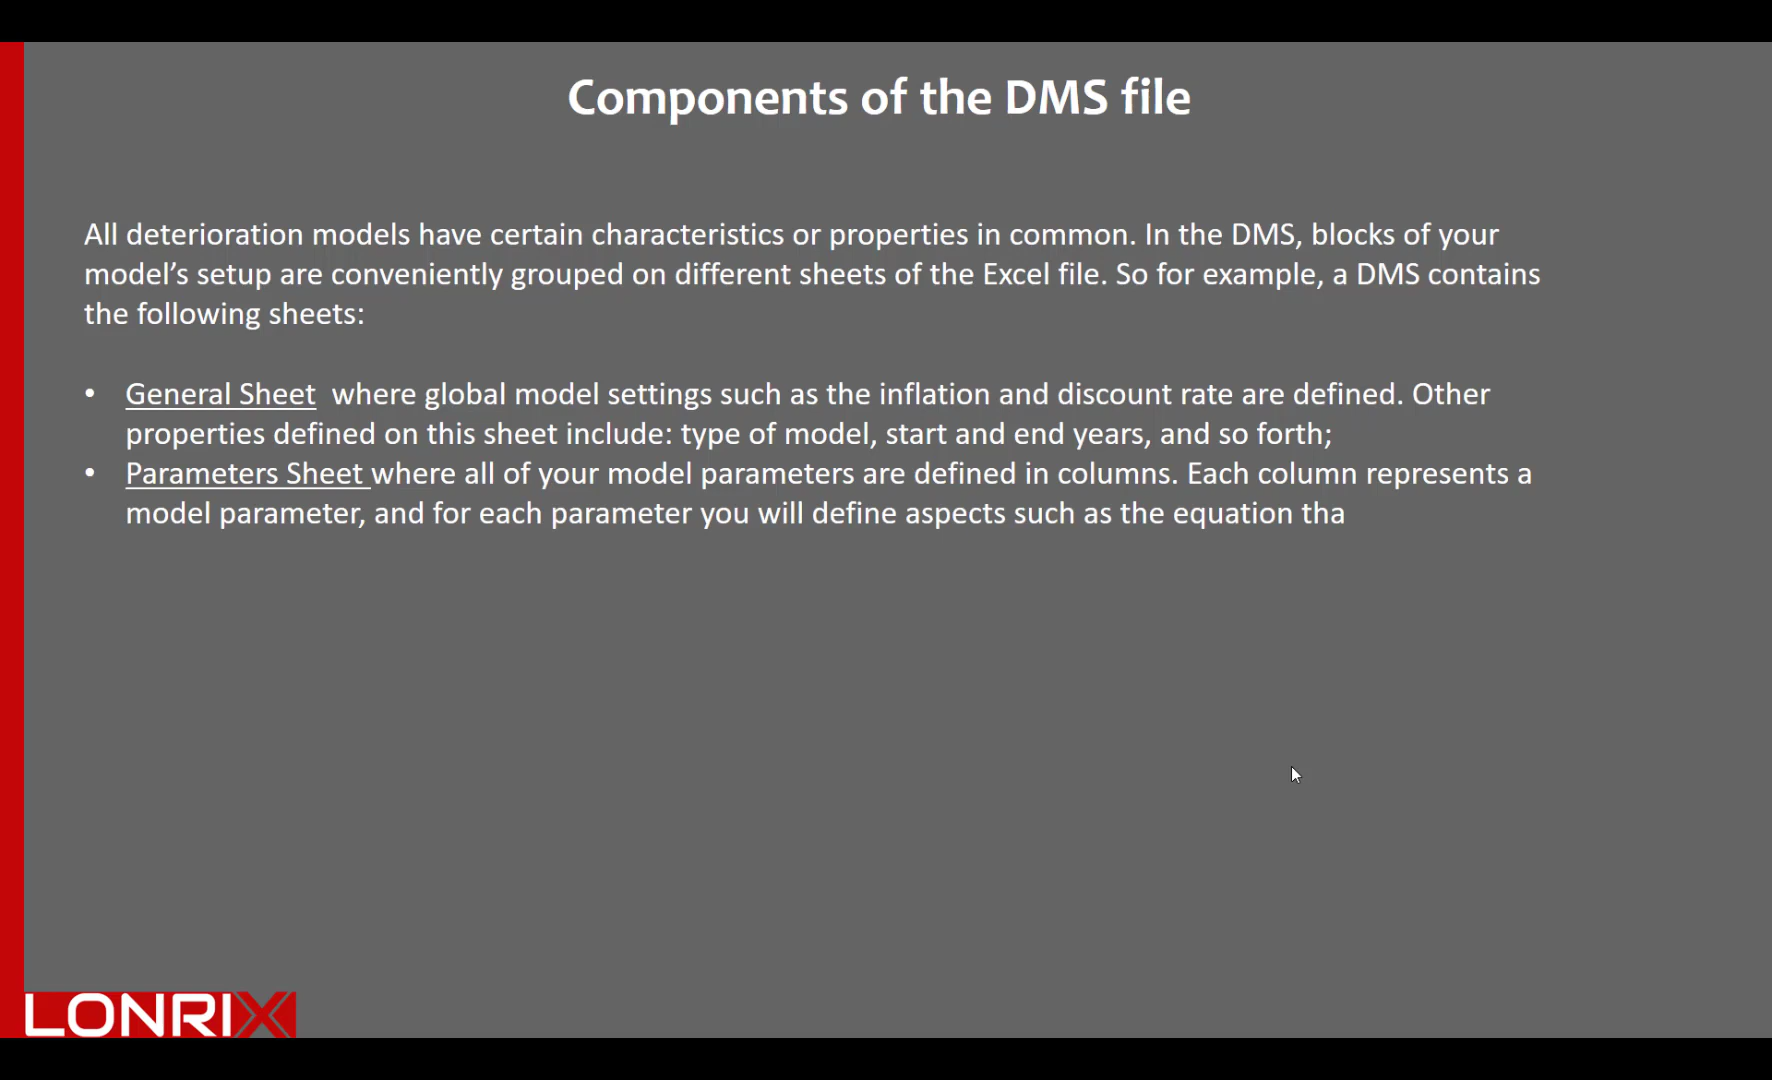 Components of the DMS file
All deterioration models have certain characteristics or properties in common. In the DMS, blocks of your
model’s setup are conveniently grouped on different sheets of the Excel file. So for example, a DMS contains
the following sheets:
• General Sheet where global model settings such as the inflation and discount rate are defined. Other
properties defined on this sheet include: type of model, start and end years, and so forth;
• Parameters Sheet where all of your model parameters are defined in columns. Each column represents a
model parameter, and for each parameter you will define aspects such as the equation tha
LONRIX